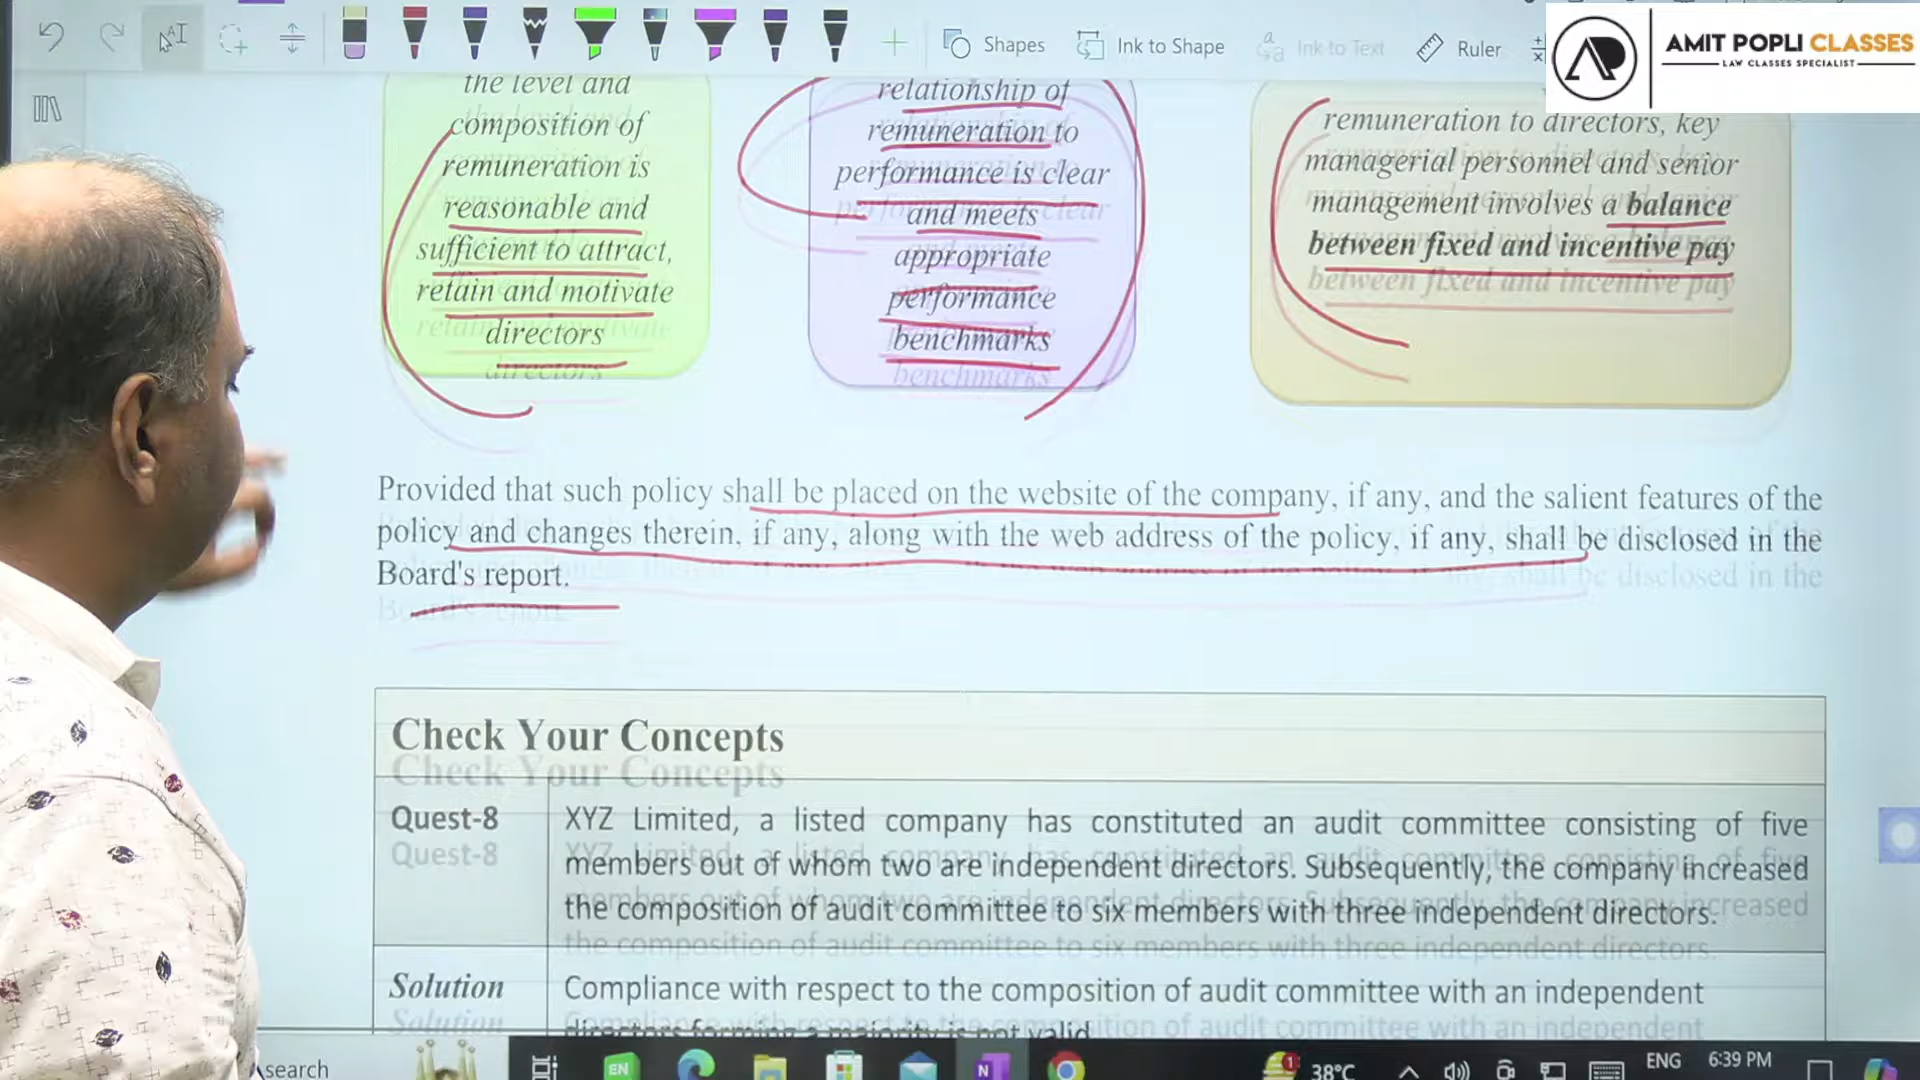 Shapes
Ink to Shape
Ink to Text
Ruler
AMIT POPLI CLASSES
LAW CLASSES SPECIALIST
the level and
composition of
remuneration is
reasonable and
sufficient to attract,
retain and motivate
directors
relationship of
remuneration to
performance is clear
and meets
appropriate
performance
benchmarks
remuneration to directors, key
managerial personnel and senior
management involves a balance
between fixed and incentive pay
Provided that such policy shall be placed on the website of the company, if any, and the salient features of the
policy and changes therein, if any, along with the web address of the policy, if any, shall be disclosed in the
Board's report.
Check Your Concepts
Quest-8
XYZ Limited, a listed company has constituted an audit committee consisting of five
members out of whom two are independent directors. Subsequently, the company increased
the composition of audit committee to six members with three independent directors.
Solution
Compliance with respect to the composition of audit committee with an independent
directors forming a majority is not valid
search
EN
N
1
38°C
ENG
6:39 PM